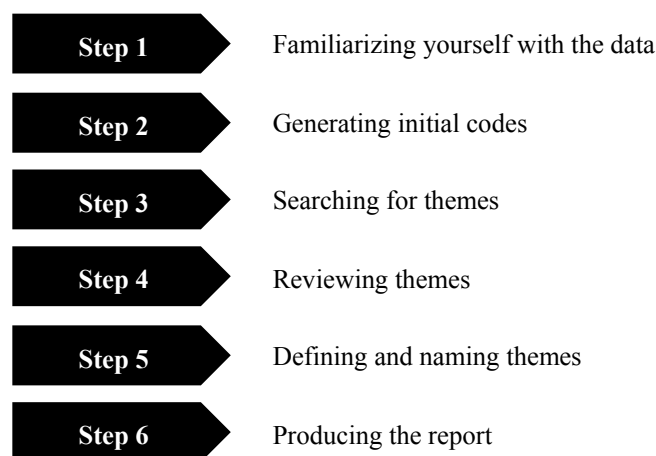 Step 1 Familiarizing yourself with the data
Step 2 Generating initial codes
Step 3 Searching for themes
Step 4 Reviewing themes
Step 5 Defining and naming themes
Step 6 Producing the report